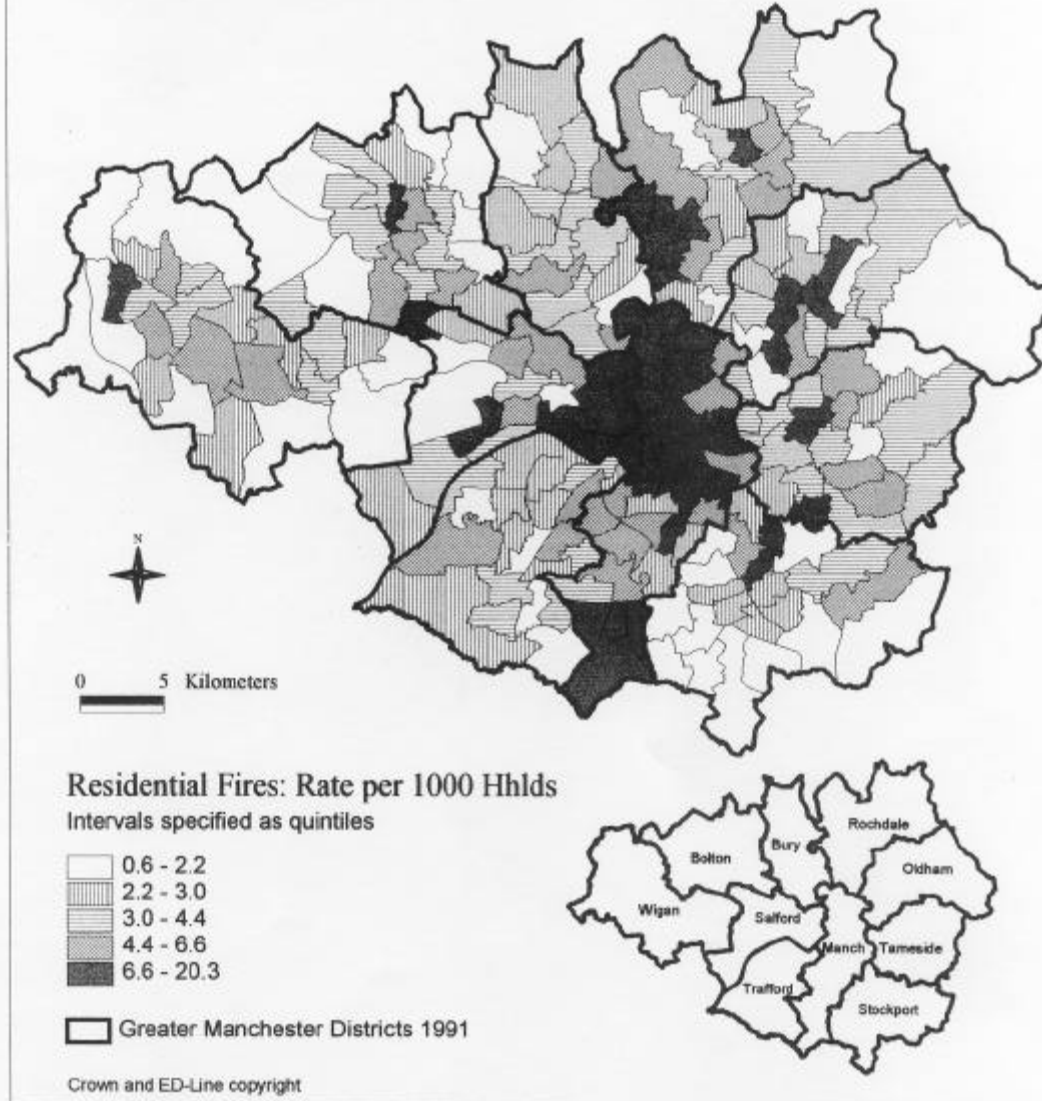 N
0 5 Kilometers
Residential Fires: Rate per 1000 Hhlds
Intervals specified as quintiles
0.6 - 2.2
2.2 - 3.0
3.0 - 4.4
4.4 - 6.6
6.6 - 20.3
Greater Manchester Districts 1991
Crown and ED-Line copyright
Rochdale
Bury
Bolton
Oldham
Wigan
Salford
Manch
Tameside
Trafford
Stockport